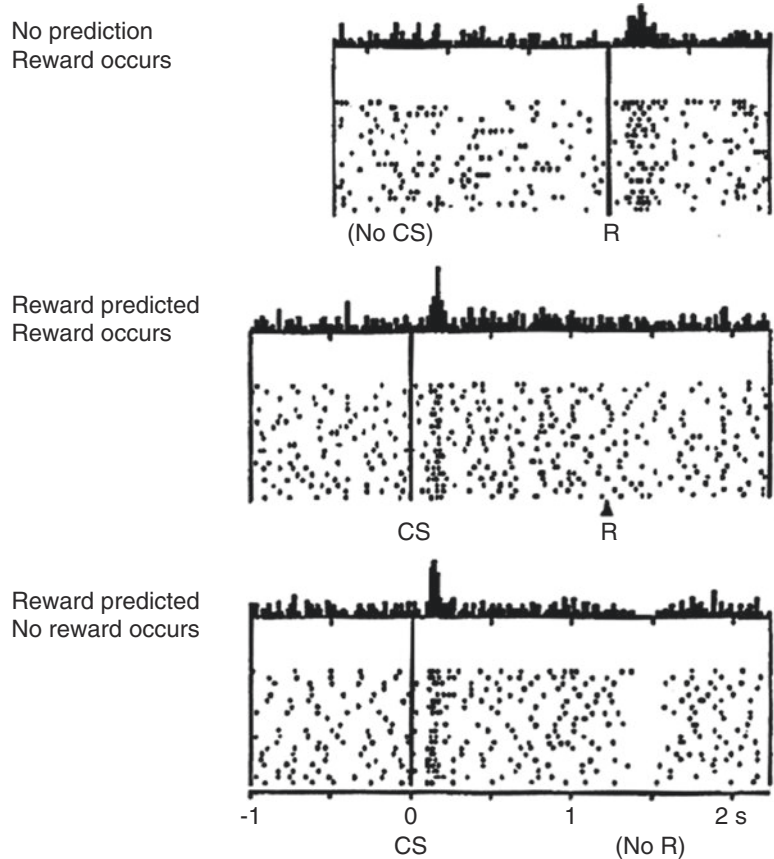 No prediction
Reward occurs
(No CS) R
Reward predicted
Reward occurs
CS R
Reward predicted
No reward occurs
-1 0 1 2 s
CS (No R)